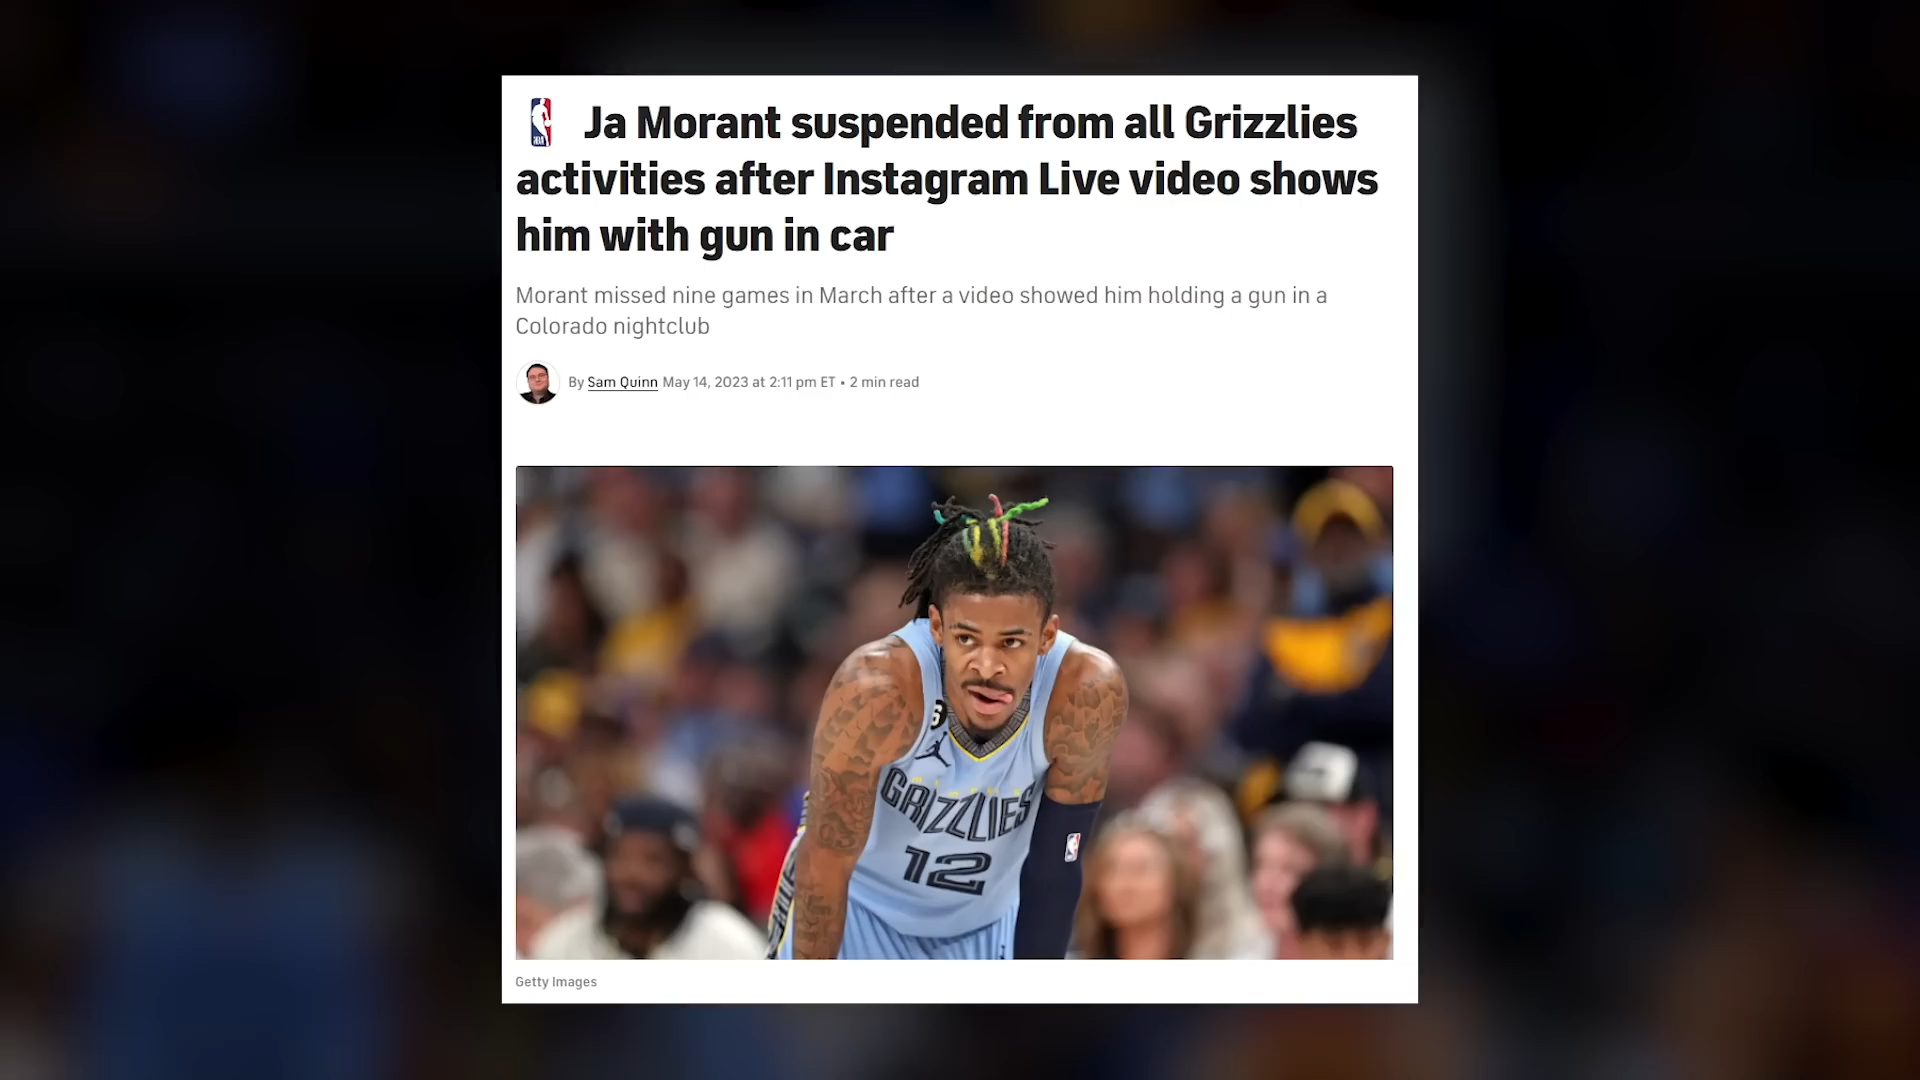 Ja Morant suspended from all Grizzlies
activities after Instagram Live video shows
him with gun in car
Morant missed nine games in March after a video showed him holding a gun in a
Colorado nightclub
By Sam Quinn May 14, 2023 at 2:11 pm ET • 2 min read
6
GRIZZLIES
12
Getty Images